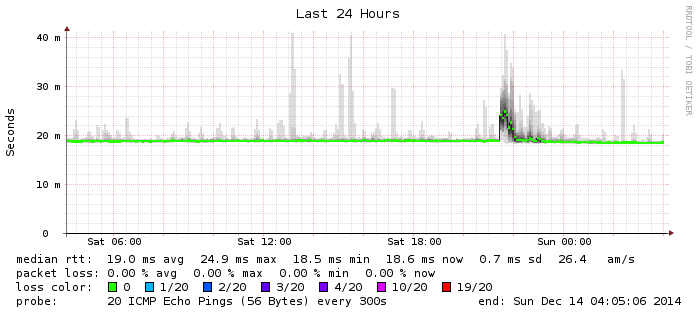 Last 24 Hours
RRDTOOL / TOBI OETIKER
Seconds
40 m
30 m
20 m
10 m
0
Sat 06:00 Sat 12:00 Sat 18:00 Sun 00:00
median rtt: 19.0 ms avg 24.9 ms max 18.5 ms min 18.6 ms now 0.7 ms sd 26.4 am/s
packet loss: 0.00 % avg 0.00 % max 0.00 % min 0.00 % now
loss color: 0 1/20 2/20 3/20 4/20 10/20 19/20
probe: 20 ICMP Echo Pings (56 Bytes) every 300s end: Sun Dec 14 04:05:06 2014